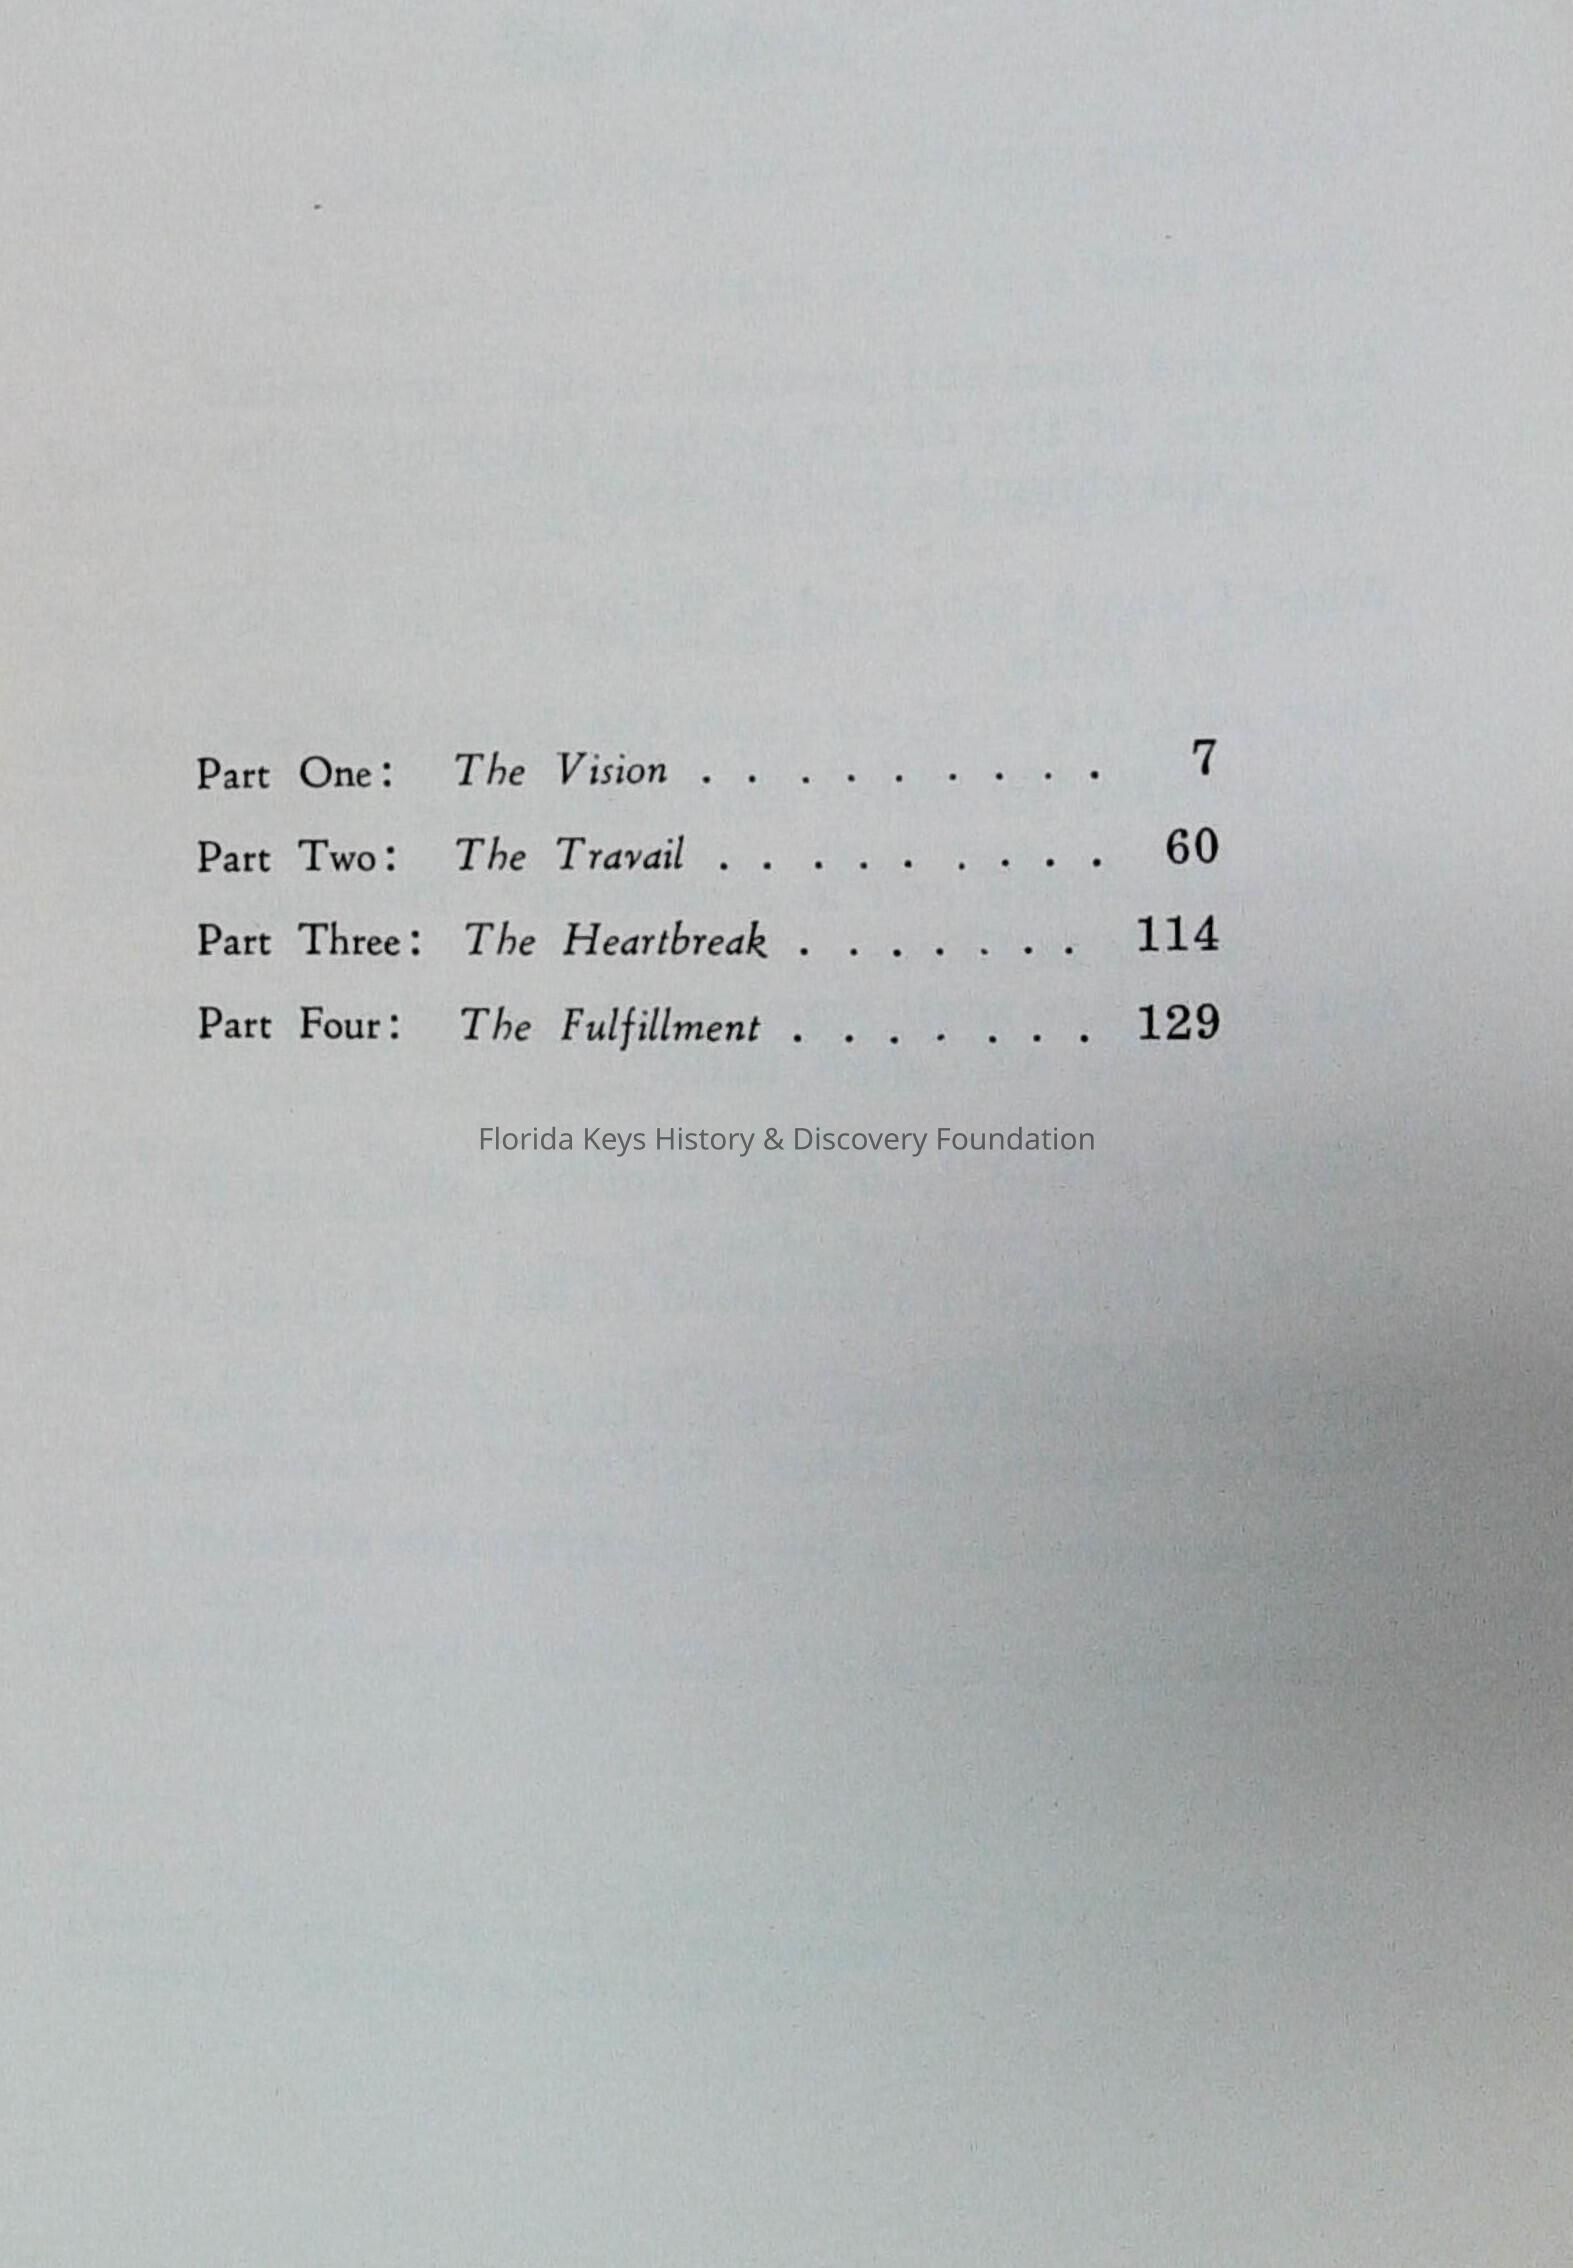 Part One: The Vision . . . . . . . . . 7
Part Two: The Travail . . . . . . . . . 60
Part Three: The Heartbreak . . . . . . . 114
Part Four: The Fulfillment . . . . . . . 129
Florida Keys History & Discovery Foundation